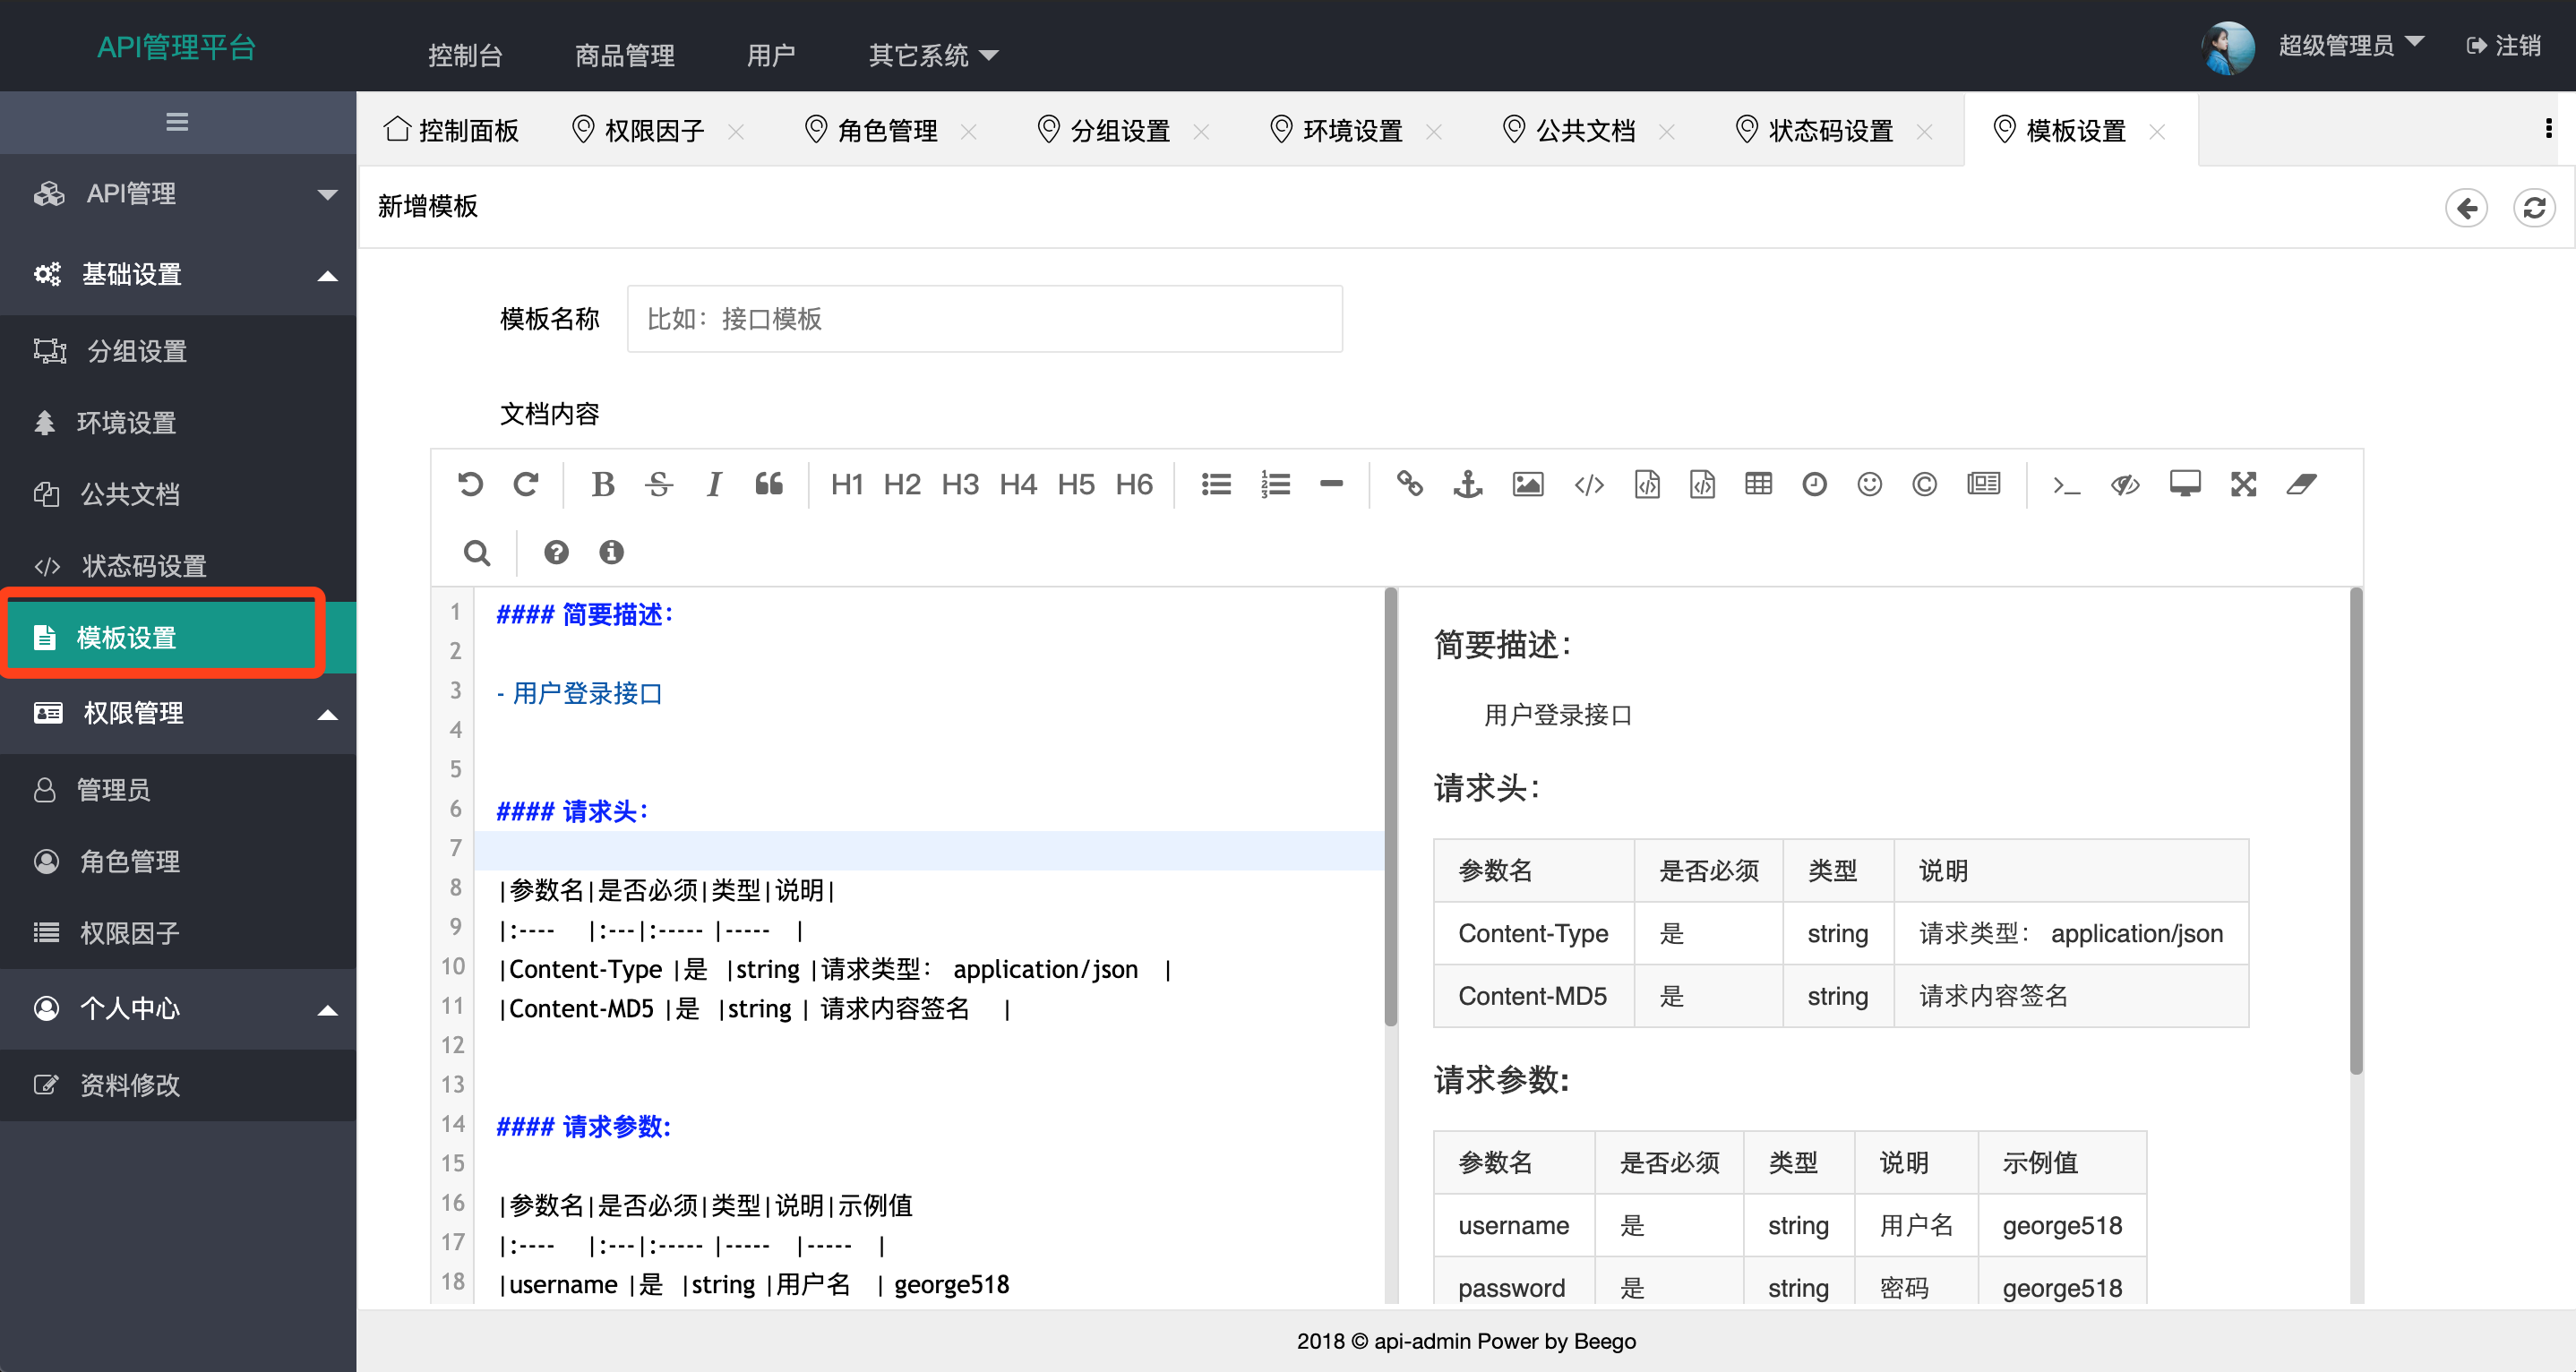 API管理平台
控制台 商品管理 用户 其它系统
超级管理员 注销
控制面板 权限因子 角色管理 分组设置 环境设置 公共文档 状态码设置 模板设置
API管理
基础设置
分组设置
环境设置
公共文档
状态码设置
模板设置
权限管理
管理员
角色管理
权限因子
个人中心
资料修改
新增模板
模板名称 比如：接口模板
文档内容
H1 H2 H3 H4 H5 H6
1 #### 简要描述：
2
3 - 用户登录接口
4
5
6 #### 请求头：
7
8 |参数名|是否必须|类型|说明|
9 |:---- |:---|:----- |----- |
10 |Content-Type |是 |string |请求类型： application/json |
11 |Content-MD5 |是 |string | 请求内容签名 |
12
13
14 #### 请求参数:
15
16 |参数名|是否必须|类型|说明|示例值
17 |:---- |:---|:----- |----- |----- |
18 |username |是 |string |用户名 | george518
简要描述：
用户登录接口
请求头：
参数名 是否必须 类型 说明
Content-Type 是 string 请求类型： application/json
Content-MD5 是 string 请求内容签名
请求参数:
参数名 是否必须 类型 说明 示例值
username 是 string 用户名 george518
password 是 string 密码 george518
2018 © api-admin Power by Beego